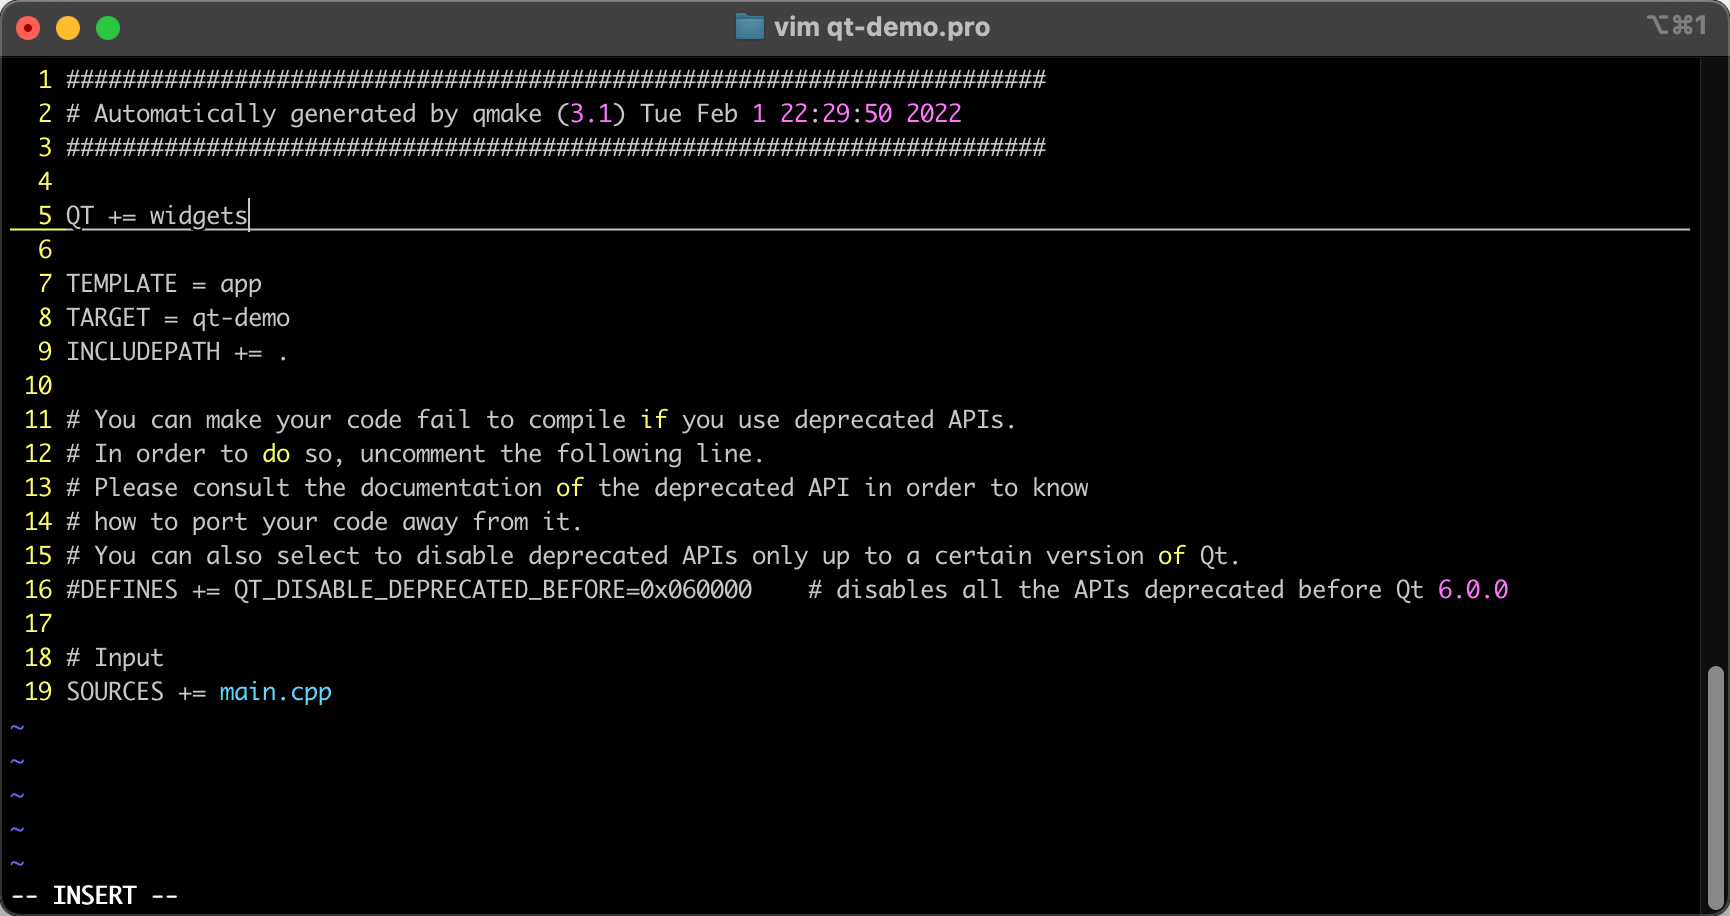 vim qt-demo.pro
⌥⌘1
1 ######################################################################
2 # Automatically generated by qmake (3.1) Tue Feb 1 22:29:50 2022
3 ######################################################################
4
5 QT += widgets
6
7 TEMPLATE = app
8 TARGET = qt-demo
9 INCLUDEPATH += .
10
11 # You can make your code fail to compile if you use deprecated APIs.
12 # In order to do so, uncomment the following line.
13 # Please consult the documentation of the deprecated API in order to know
14 # how to port your code away from it.
15 # You can also select to disable deprecated APIs only up to a certain version of Qt.
16 #DEFINES += QT_DISABLE_DEPRECATED_BEFORE=0x060000    # disables all the APIs deprecated before Qt 6.0.0
17
18 # Input
19 SOURCES += main.cpp
~
~
~
~
~
-- INSERT --